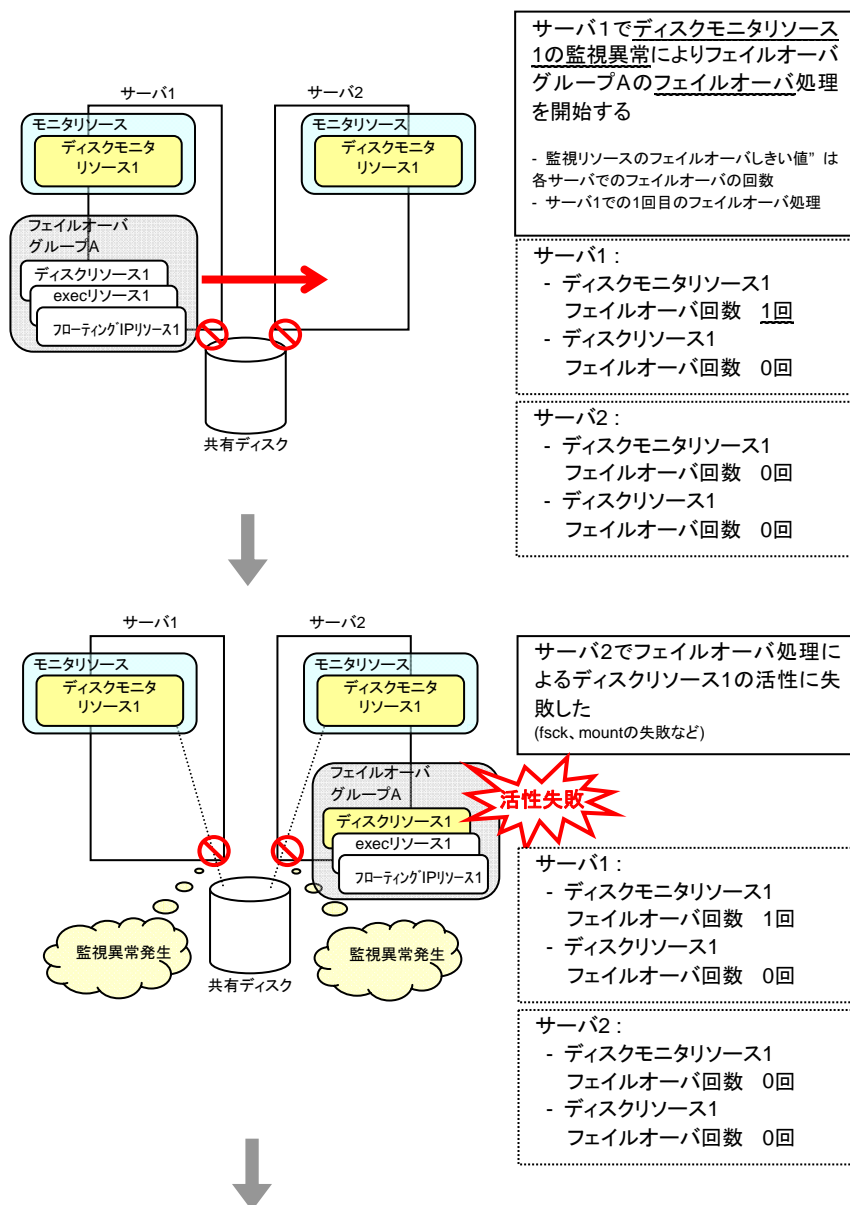 サーバ1
サーバ2
モニタリソース
ディスクモニタ
リソース1
モニタリソース
ディスクモニタ
リソース1
フェイルオーバ
グループA
ディスクリソース1
execリソース1
フローティングIPリソース1
共有ディスク
サーバ1でディスクモニタリソース
1の監視異常によりフェイルオーバ
グループAのフェイルオーバ処理
を開始する
- 監視リソースのフェイルオーバしきい値” は
各サーバでのフェイルオーバの回数
- サーバ1での1回目のフェイルオーバ処理
サーバ1 :
- ディスクモニタリソース1
フェイルオーバ回数 1回
- ディスクリソース1
フェイルオーバ回数 0回
サーバ2 :
- ディスクモニタリソース1
フェイルオーバ回数 0回
- ディスクリソース1
フェイルオーバ回数 0回
サーバ1
サーバ2
モニタリソース
ディスクモニタ
リソース1
モニタリソース
ディスクモニタ
リソース1
フェイルオーバ
グループA
ディスクリソース1
execリソース1
フローティングIPリソース1
活性失敗
監視異常発生
監視異常発生
共有ディスク
サーバ2でフェイルオーバ処理に
よるディスクリソース1の活性に失
敗した
(fsck、mountの失敗など)
サーバ1 :
- ディスクモニタリソース1
フェイルオーバ回数 1回
- ディスクリソース1
フェイルオーバ回数 0回
サーバ2 :
- ディスクモニタリソース1
フェイルオーバ回数 0回
- ディスクリソース1
フェイルオーバ回数 0回